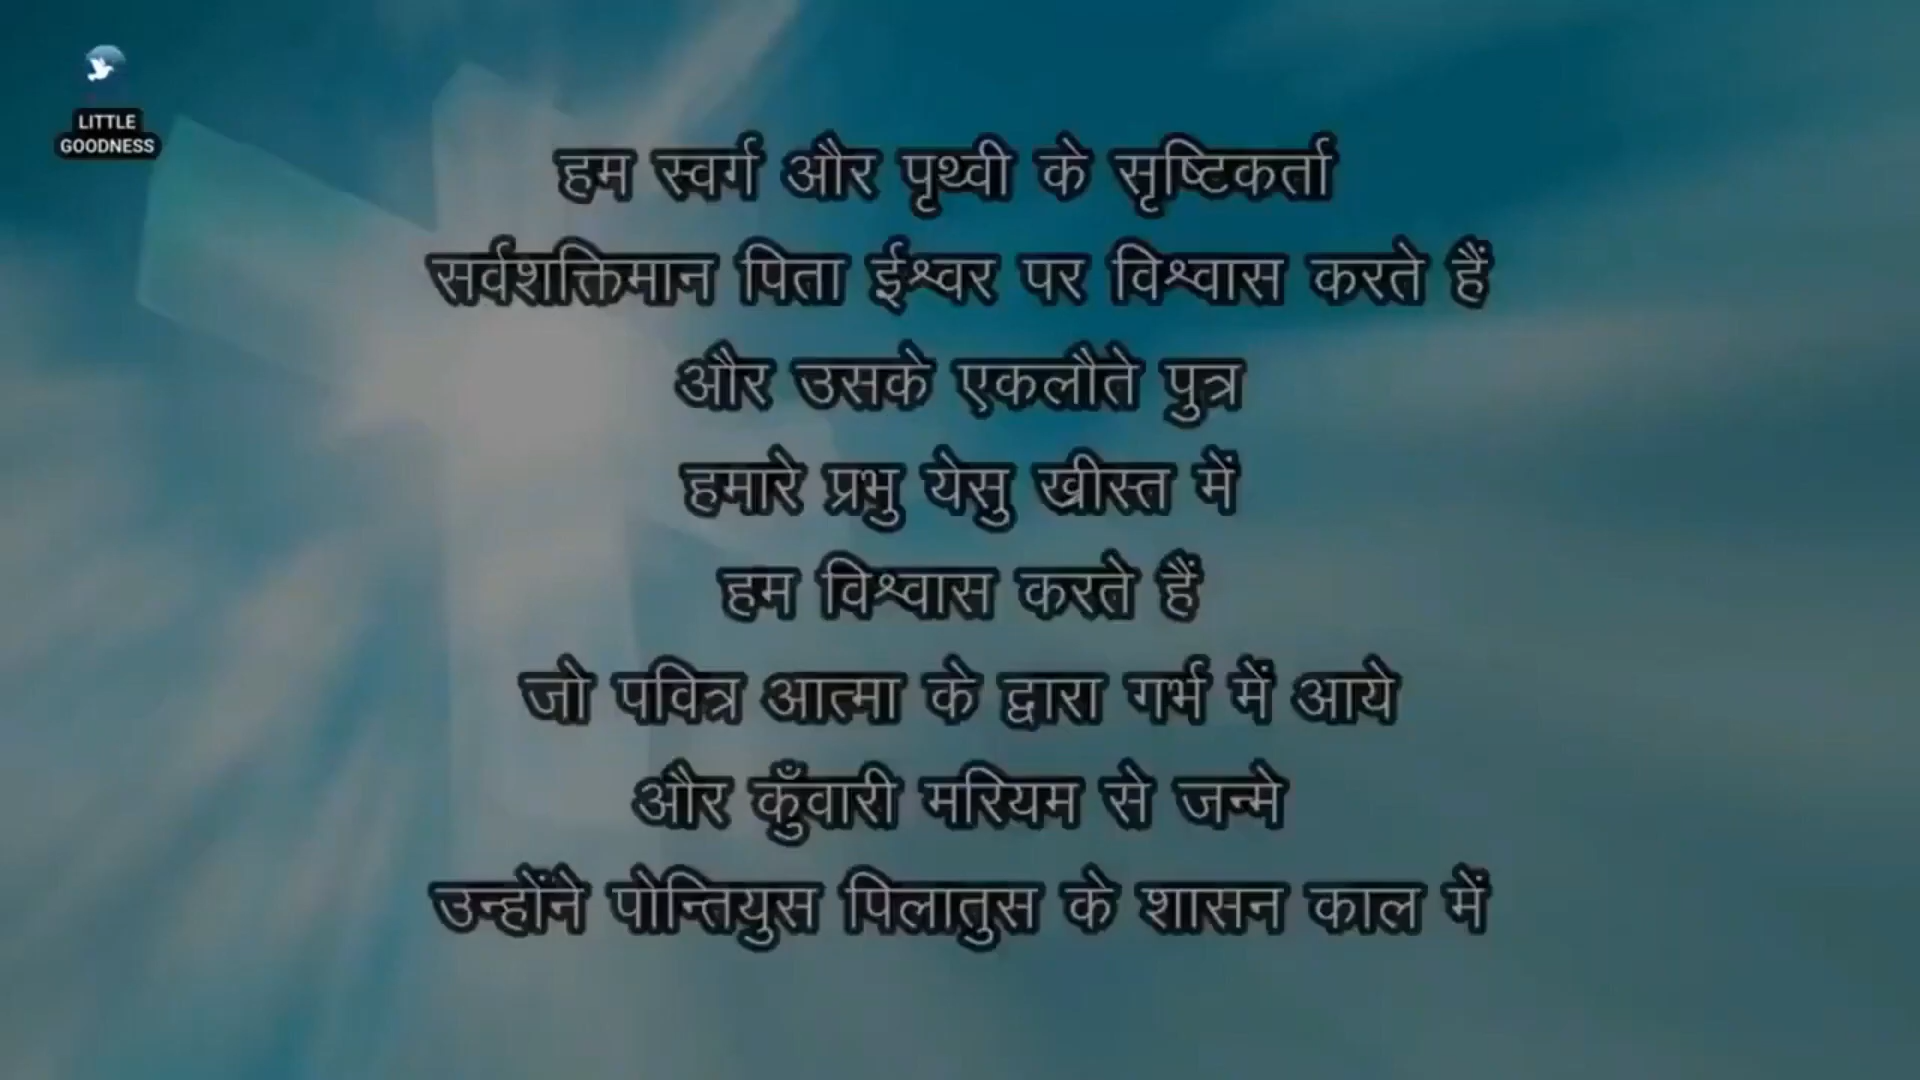 LITTLE
GOODNESS
हम स्वर्ग और पृथ्वी के सृष्टिकर्ता
सर्वशक्तिमान पिता ईश्वर पर विश्वास करते हैं
और उसके एकलौते पुत्र
हमारे प्रभु येसु ख्रीस्त में
हम विश्वास करते हैं
जो पवित्र आत्मा के द्वारा गर्भ में आये
और कुँवारी मरियम से जन्मे
उन्होंने पोन्तियुस पिलातुस के शासन काल में